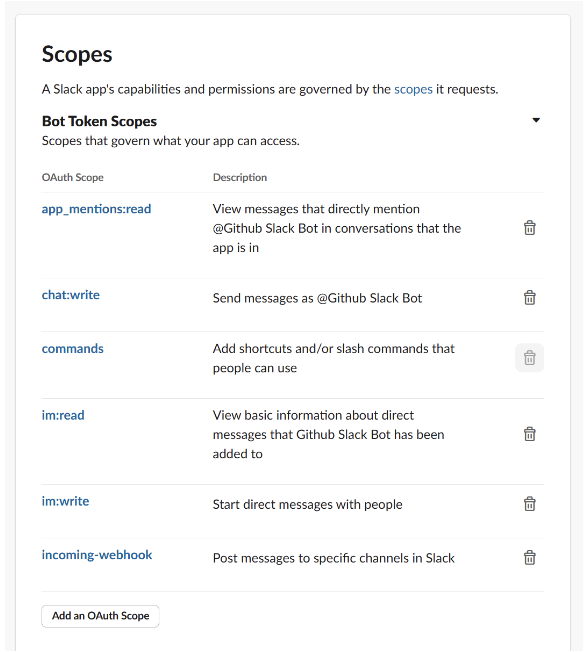 Scopes
A Slack app's capabilities and permissions are governed by the scopes it requests.
Bot Token Scopes
Scopes that govern what your app can access.
OAuth Scope Description
app_mentions:read View messages that directly mention
@Github Slack Bot in conversations that the
app is in
chat:write Send messages as @Github Slack Bot
commands Add shortcuts and/or slash commands that
people can use
im:read View basic information about direct
messages that Github Slack Bot has been
added to
im:write Start direct messages with people
incoming-webhook Post messages to specific channels in Slack
Add an OAuth Scope